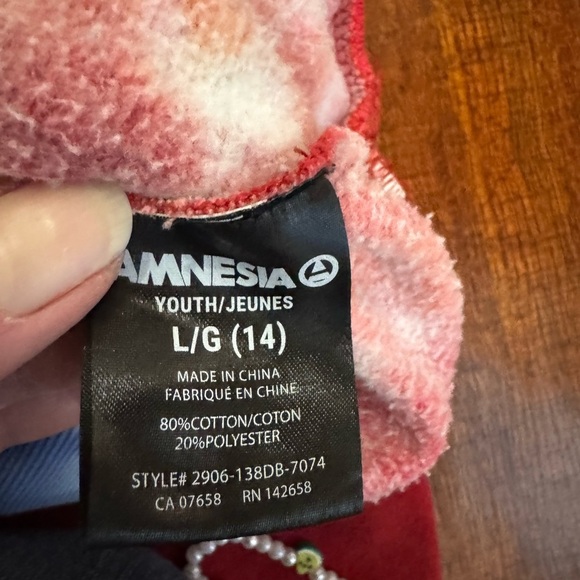 AMNESIA
YOUTH/JEUNES
L/G (14)
MADE IN CHINA
FABRIQUÉ EN CHINE
80%COTTON/COTON
20%POLYESTER
STYLE# 2906-138DB-7074
CA 07658 RN 142658